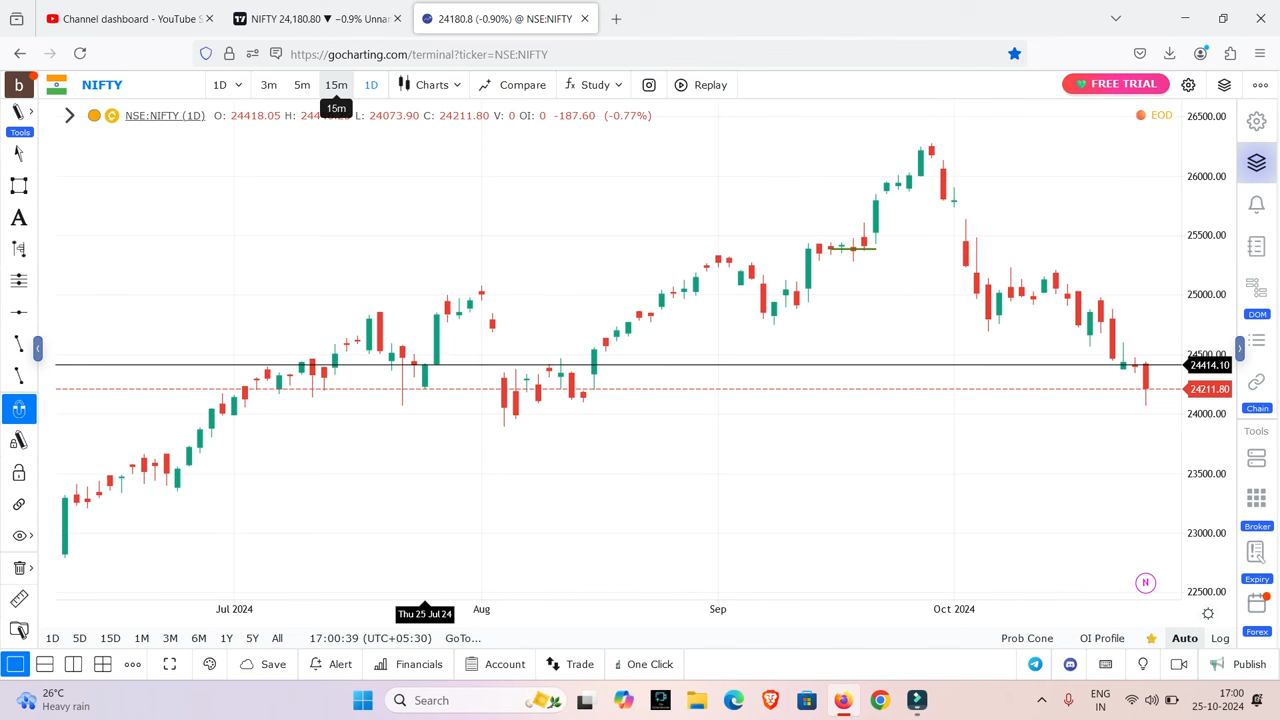 Channel dashboard - YouTube S
NIFTY 24,180.80 ▼ −0.9% Unnar
24180.8 (-0.90%) @ NSE:NIFTY
https://gocharting.com/terminal?ticker=NSE:NIFTY
b NIFTY 1D 3m 5m 15m 1D Charts Compare fx Study Replay FREE TRIAL
15m
NSE:NIFTY (1D) O: 24418.05 H: L: 24073.90 C: 24211.80 V: 0 OI: 0 -187.60 (-0.77%) EOD
Tools
A
26500.00
26000.00
25500.00
25000.00
24500.00
24414.10
24211.80
24000.00
23500.00
23000.00
22500.00
DOM
Chain
Tools
Broker
Expiry
Forex
N
Jul 2024 Thu 25 Jul 24 Aug Sep Oct 2024
1D 5D 15D 1M 3M 6M 1Y 5Y All 17:00:39 (UTC+05:30) GoTo... Prob Cone OI Profile Auto Log
Save Alert Financials Account Trade One Click Publish
26°C
Heavy rain
Search
ENG
IN
17:00
25-10-2024